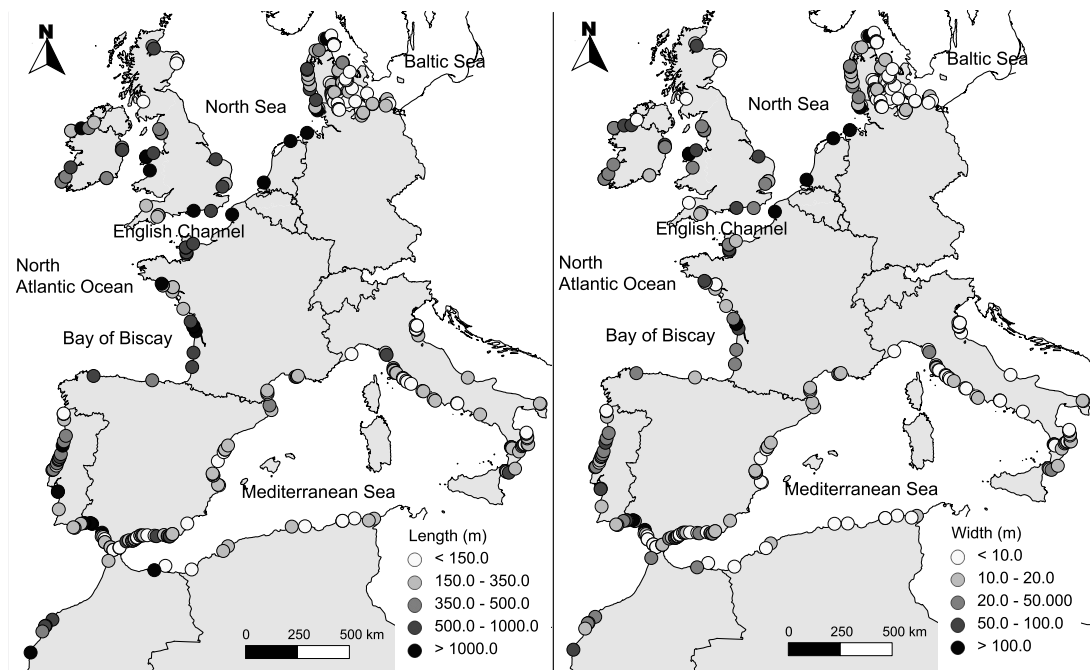 N
Baltic Sea
North Sea
English Channel
North
Atlantic Ocean
Bay of Biscay
Mediterranean Sea
Length (m)
< 150.0
150.0 - 350.0
350.0 - 500.0
500.0 - 1000.0
> 1000.0
0 250 500 km
N
Baltic Sea
North Sea
English Channel
North
Atlantic Ocean
Bay of Biscay
Mediterranean Sea
Width (m)
< 10.0
10.0 - 20.0
20.0 - 50.000
50.0 - 100.0
> 100.0
0 250 500 km